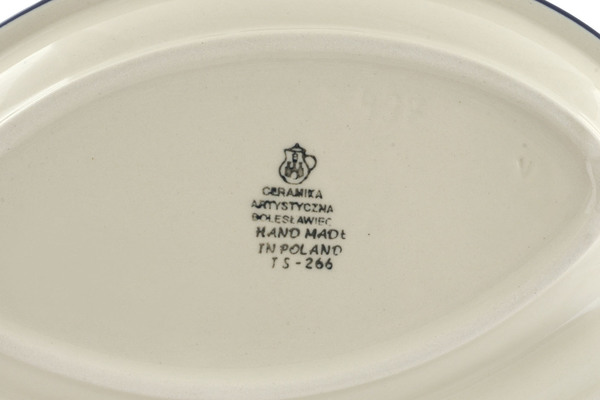 CERAMIKA
ARTYSTYCZNA
BOLESŁAWIEC
HAND MADE
IN POLAND
TS-266